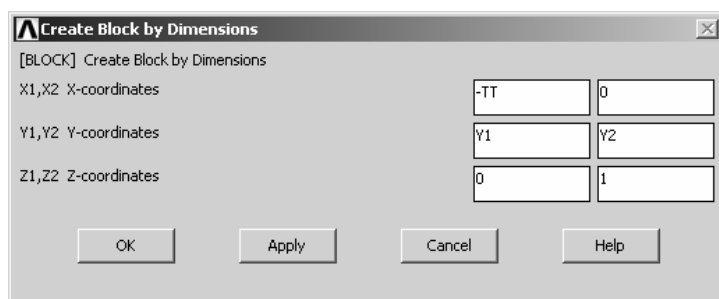 Create Block by Dimensions
[BLOCK] Create Block by Dimensions
X1,X2 X-coordinates -TT 0
Y1,Y2 Y-coordinates Y1 Y2
Z1,Z2 Z-coordinates 0 1
OK Apply Cancel Help